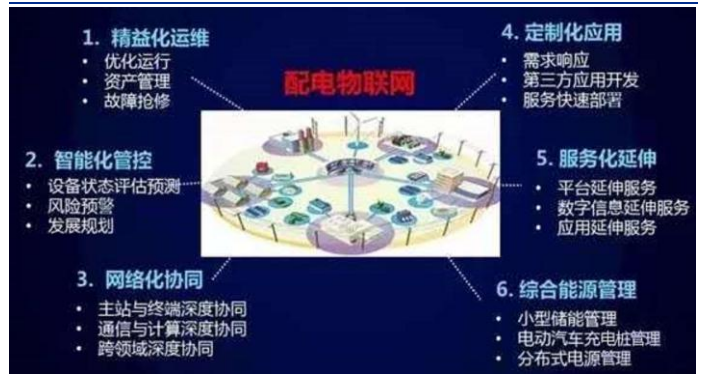 配电物联网
1. 精益化运维
• 优化运行
• 资产管理
• 故障抢修
2. 智能化管控
• 设备状态评估预测
• 风险预警
• 发展规划
3. 网络化协同
• 主站与终端深度协同
• 通信与计算深度协同
• 跨领域深度协同
4. 定制化应用
• 需求响应
• 第三方应用开发
• 服务快速部署
5. 服务化延伸
• 平台延伸服务
• 数字信息延伸服务
• 应用延伸服务
6. 综合能源管理
• 小型储能管理
• 电动汽车充电桩管理
• 分布式电源管理